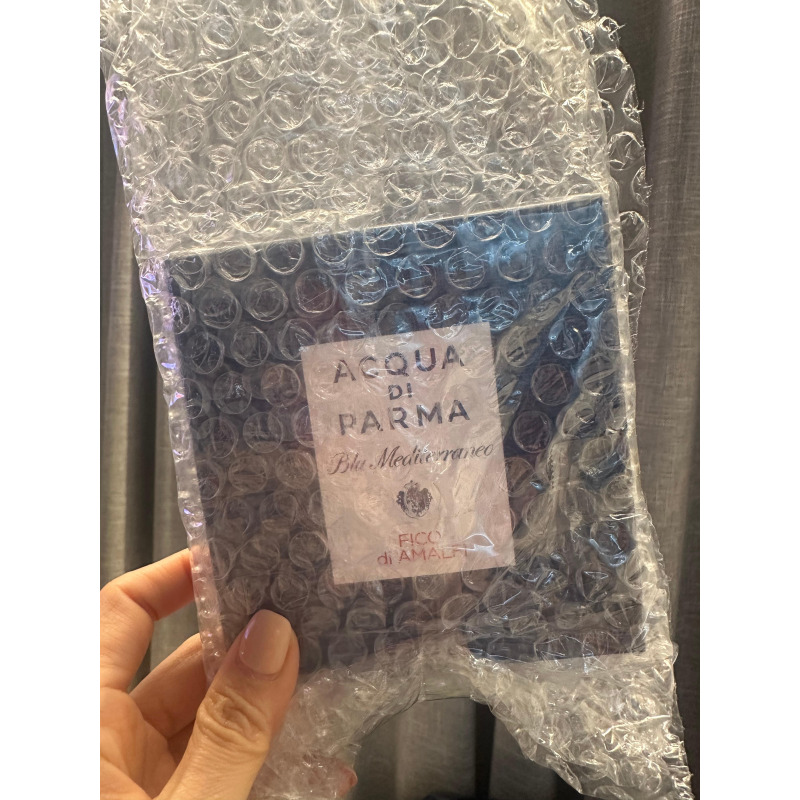 ACQUA
DI
PARMA
Blu Mediterraneo
FICO
di AMALFI